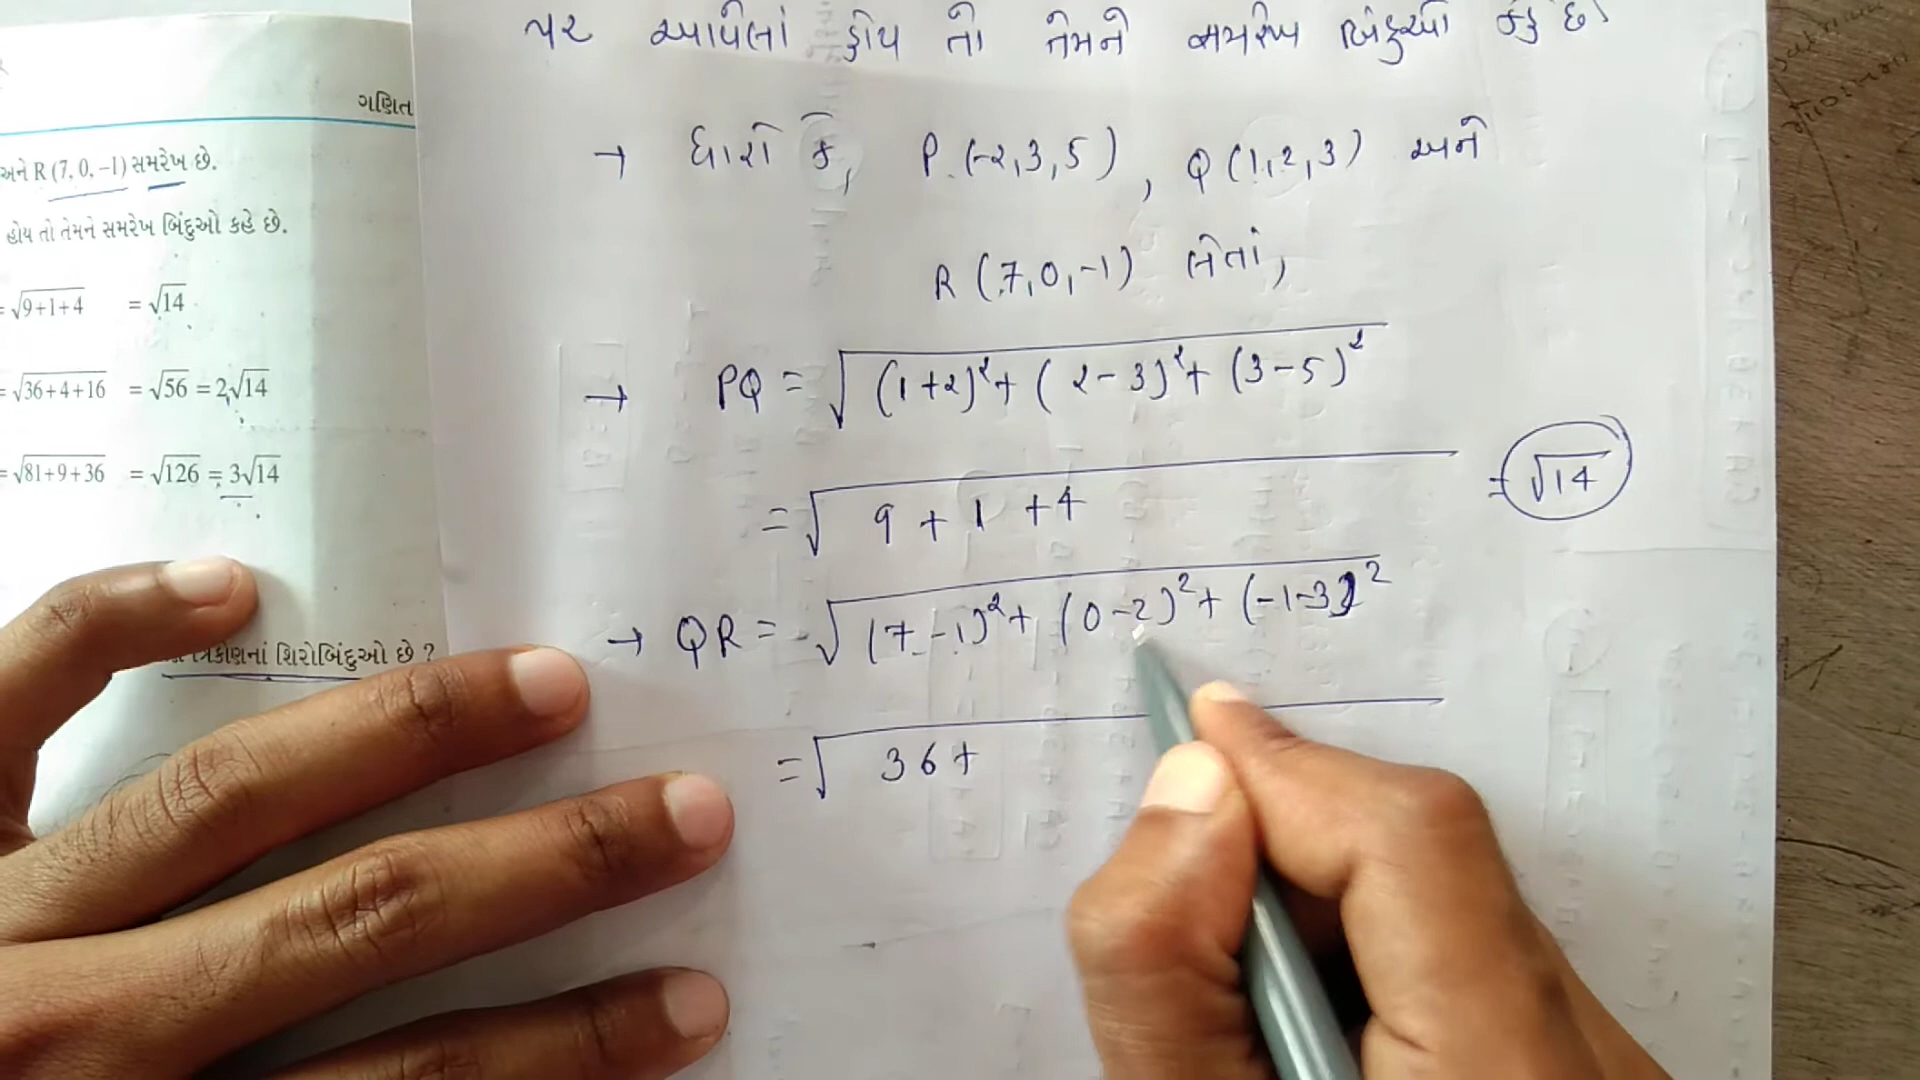 ગણિત
અને R (7, 0, –1) સમરેખ છે.
હોય તો તેમને સમરેખ બિંદુઓ કહે છે.
= √9+1+4 = √14
= √36+4+16 = √56 = 2√14
= √81+9+36 = √126 = 3√14
ત્રિકોણનાં શિરોબિંદુઓ છે ?
પર આવેલાં હોય તો તેમને સમરેખ બિંદુઓ કહે છે.
→ ધારો કે, P (-2,3,5), Q (1,2,3) અને
R (7,0,-1) લેતાં,
→ PQ = √(1+2)²+(2-3)²+(3-5)²
= √9+1+4 = √14
→ QR = √(7-1)²+(0-2)²+(-1-3)²
= √36+